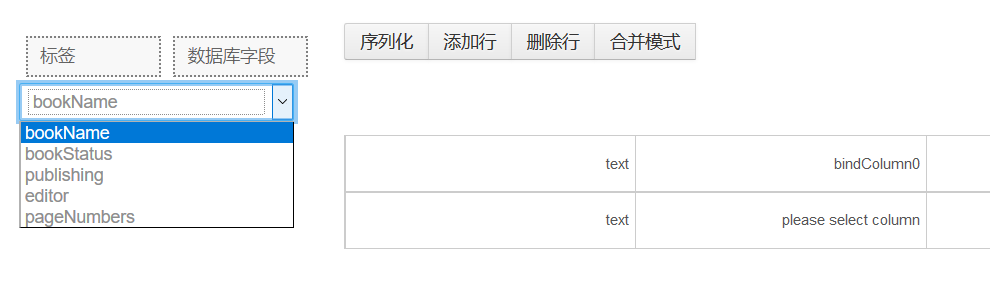 标签
数据库字段
序列化
添加行
删除行
合并模式
bookName
bookName
bookStatus
publishing
editor
pageNumbers
text
bindColumn0
text
please select column